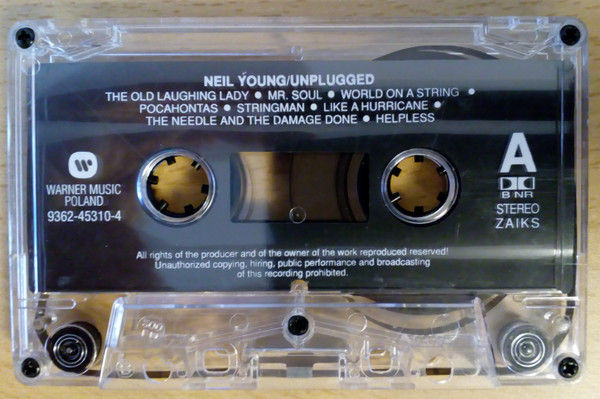 NEIL YOUNG/UNPLUGGED
THE OLD LAUGHING LADY • MR. SOUL • WORLD ON A STRING •
POCAHONTAS • STRINGMAN • LIKE A HURRICANE •
THE NEEDLE AND THE DAMAGE DONE • HELPLESS
A
WARNER MUSIC
POLAND
9362-45310-4
B NR
STEREO
ZAIKS
All rights of the producer and of the owner of the work reproduced reserved!
Unauthorized copying, hiring, public performance and broadcasting
of this recording prohibited.